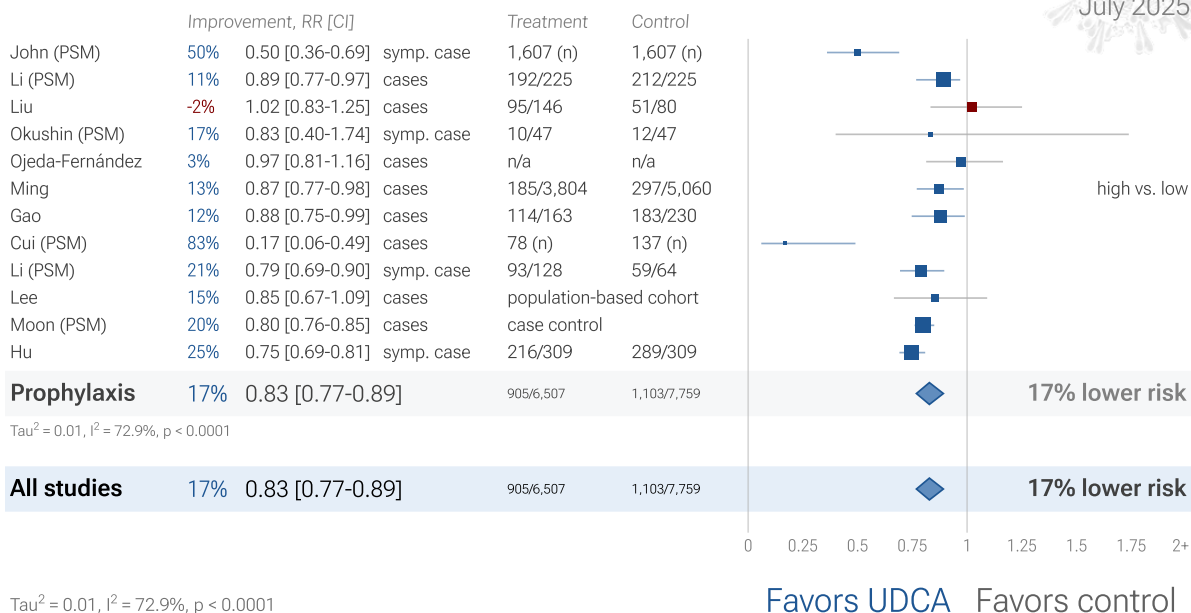 July 2025
Improvement, RR [CI] Treatment Control
John (PSM) 50% 0.50 [0.36-0.69] symp. case 1,607 (n) 1,607 (n)
Li (PSM) 11% 0.89 [0.77-0.97] cases 192/225 212/225
Liu -2% 1.02 [0.83-1.25] cases 95/146 51/80
Okushin (PSM) 17% 0.83 [0.40-1.74] symp. case 10/47 12/47
Ojeda-Fernández 3% 0.97 [0.81-1.16] cases n/a n/a
Ming 13% 0.87 [0.77-0.98] cases 185/3,804 297/5,060 high vs. low
Gao 12% 0.88 [0.75-0.99] cases 114/163 183/230
Cui (PSM) 83% 0.17 [0.06-0.49] cases 78 (n) 137 (n)
Li (PSM) 21% 0.79 [0.69-0.90] symp. case 93/128 59/64
Lee 15% 0.85 [0.67-1.09] cases population-based cohort
Moon (PSM) 20% 0.80 [0.76-0.85] cases case control
Hu 25% 0.75 [0.69-0.81] symp. case 216/309 289/309
Prophylaxis 17% 0.83 [0.77-0.89] 905/6,507 1,103/7,759 17% lower risk
Tau² = 0.01, I² = 72.9%, p < 0.0001
All studies 17% 0.83 [0.77-0.89] 905/6,507 1,103/7,759 17% lower risk
0 0.25 0.5 0.75 1 1.25 1.5 1.75 2+
Tau² = 0.01, I² = 72.9%, p < 0.0001 Favors UDCA Favors control